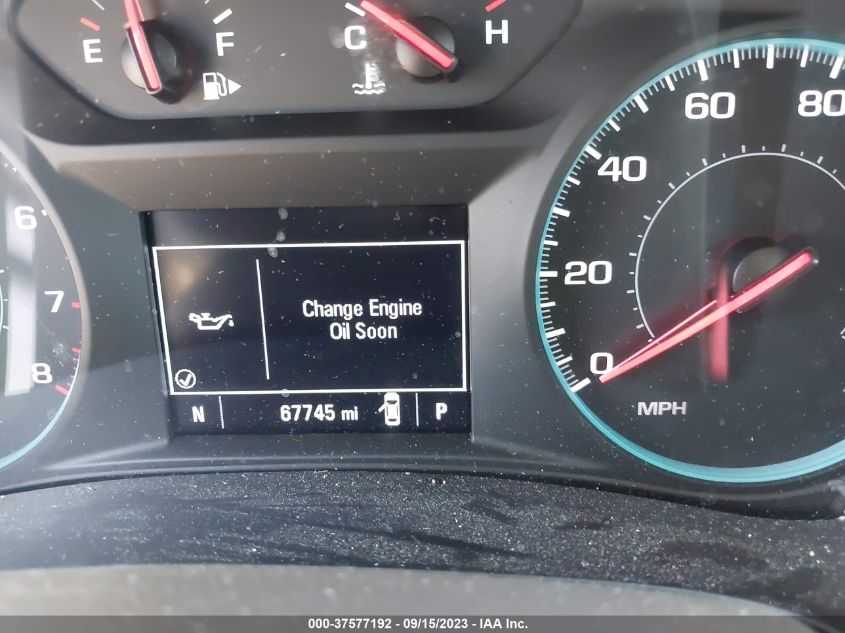 E F C H
60 80
40
6
20
7
Change Engine
Oil Soon
0
8
N 67745 mi P
MPH
000-37577192 - 09/15/2023 - IAA Inc.